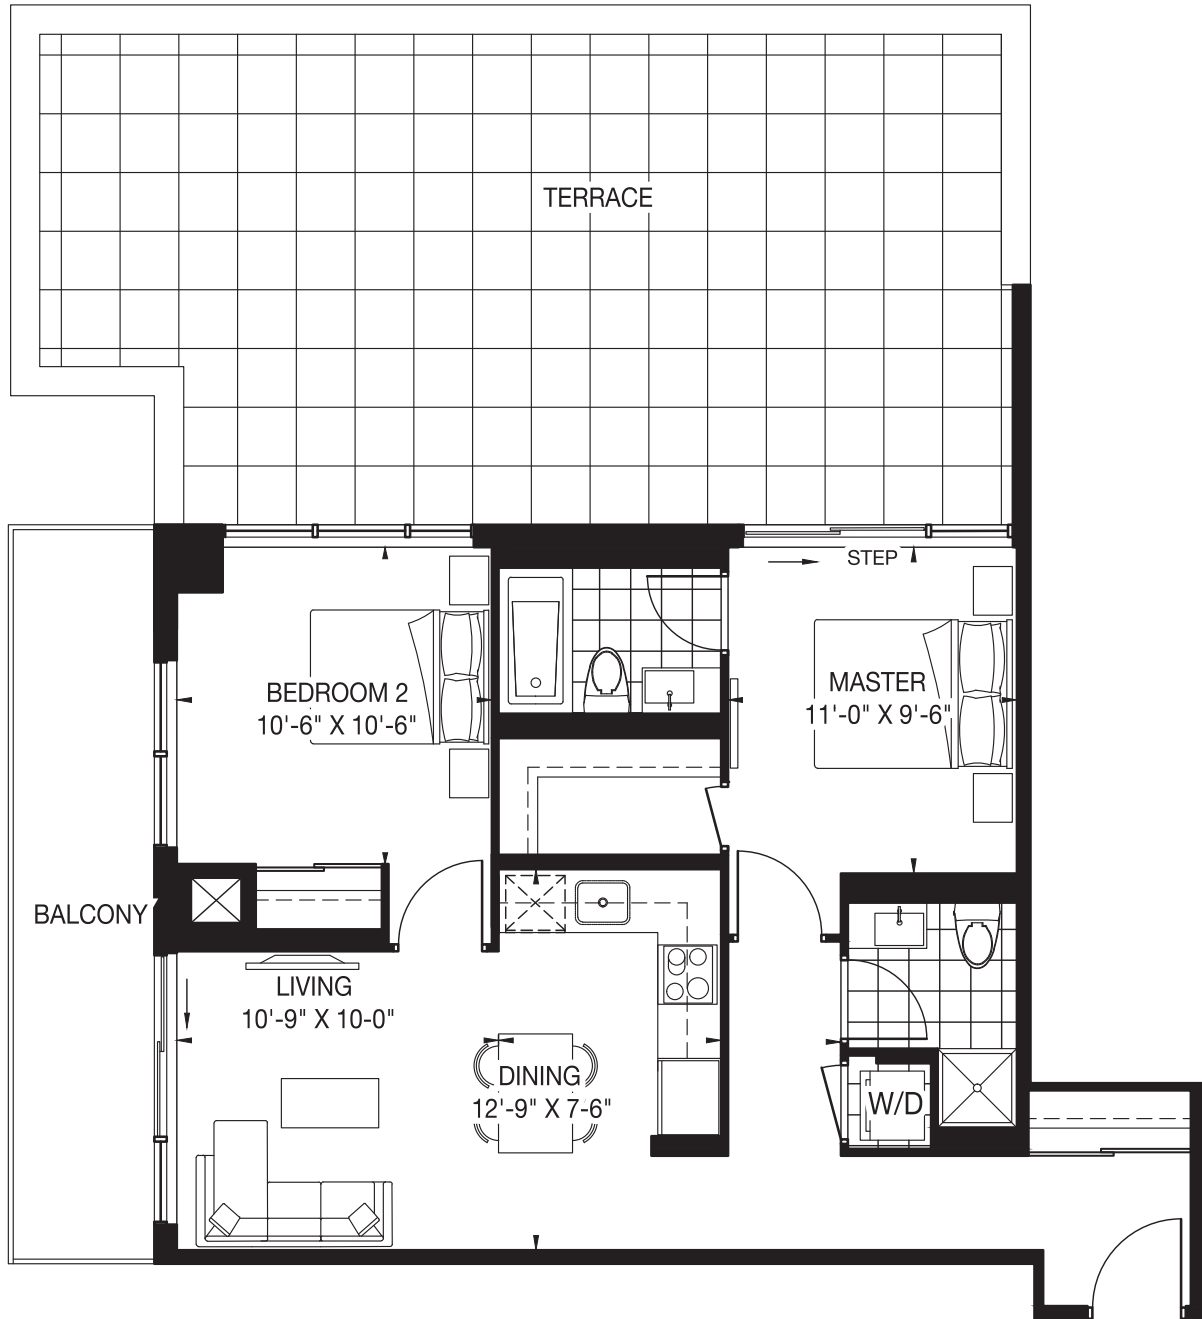 TERRACE
STEP
BEDROOM 2
10'-6" X 10'-6"
MASTER
11'-0" X 9'-6"
BALCONY
LIVING
10'-9" X 10-0"
DINING
12'-9" X 7-6"
W/D